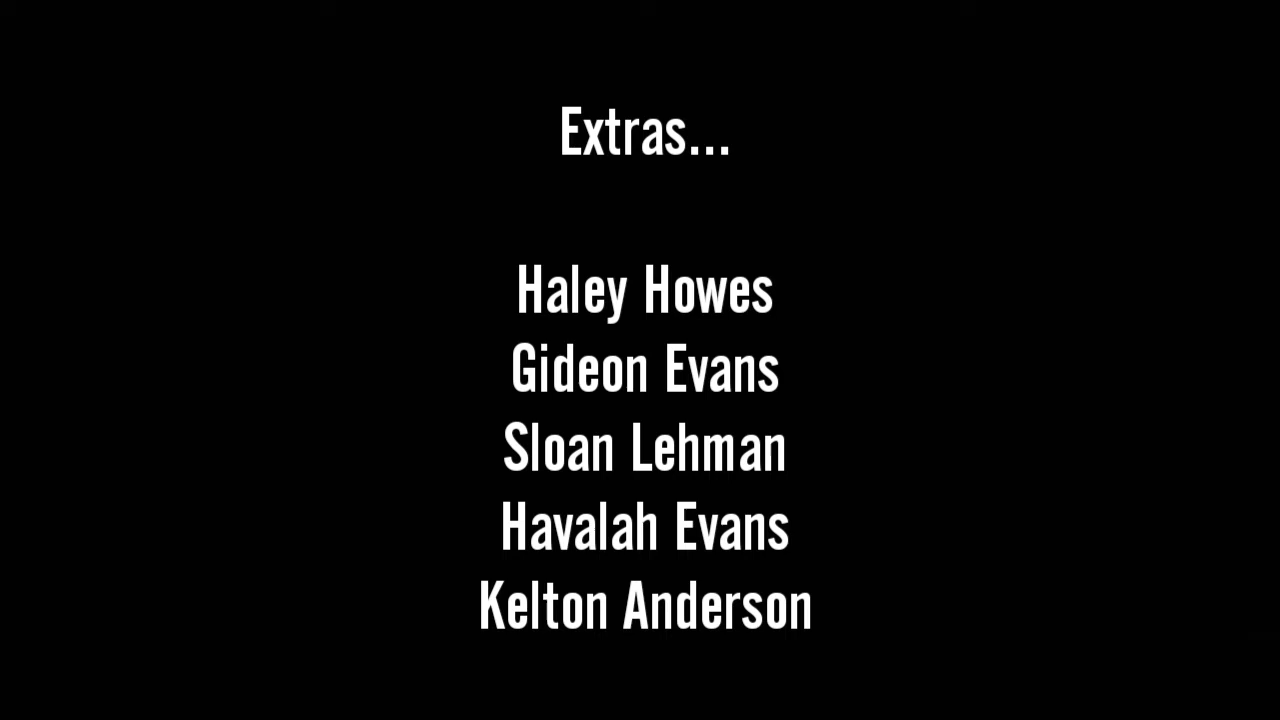 Extras...
Haley Howes
Gideon Evans
Sloan Lehman
Havalah Evans
Kelton Anderson